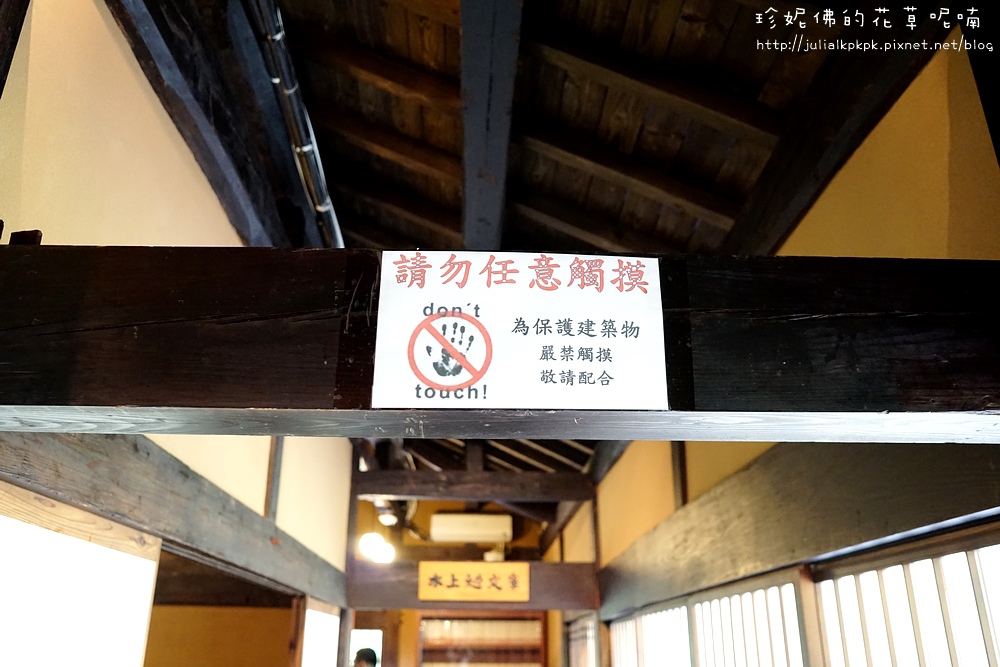 珍妮佛的花草呢喃
http://julialkpkpk.pixnet.net/blog
請勿任意觸摸
don't
touch!
為保護建築物
嚴禁觸摸
敬請配合